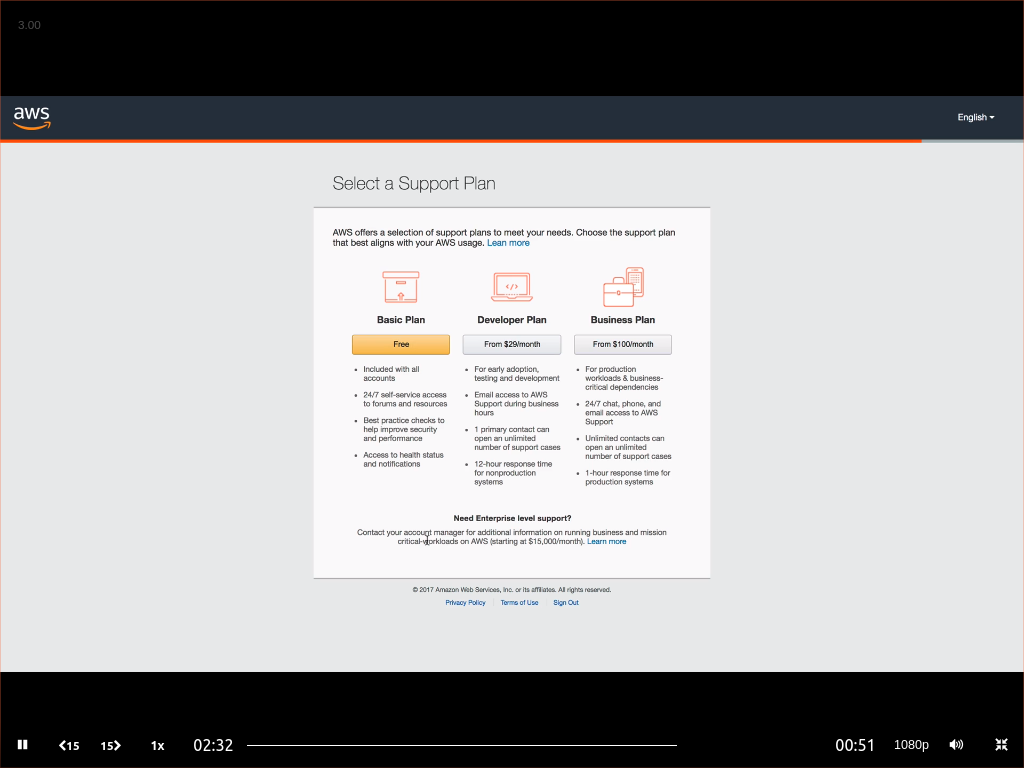 3.00
aws
English
Select a Support Plan
AWS offers a selection of support plans to meet your needs. Choose the support plan
that best aligns with your AWS usage. Lean more
</>
Basic Plan
Developer Plan
Business Plan
Free
From $29/month
From $100/month
• Included with all
accounts
• 24/7 self-service access
to forums and resources
• Best practice checks to
help improve security
and performance
• Access to health status
and notifications
• For early adoption,
testing and development
• Email access to AWS
Support during business
hours
• 1 primary contact can
open an unlimited
number of support cases
• 12-hour response time
for nonproduction
systems
• For production
workloads & business-
critical dependencies
• 24/7 chat, phone, and
email access to AWS
Support
• Unlimited contacts can
open an unlimited
number of support cases
• 1-hour response time for
production systems
Need Enterprise level support?
Contact your account manager for additional information on running business and mission
critical-workloads on AWS (starting at $15,000/month). Learn more
© 2017 Amazon Web Services, Inc. or its affiliates. All rights reserved.
Privacy Policy | Terms of Use | Sign Out
15 15 1x 02:32 00:51 1080p